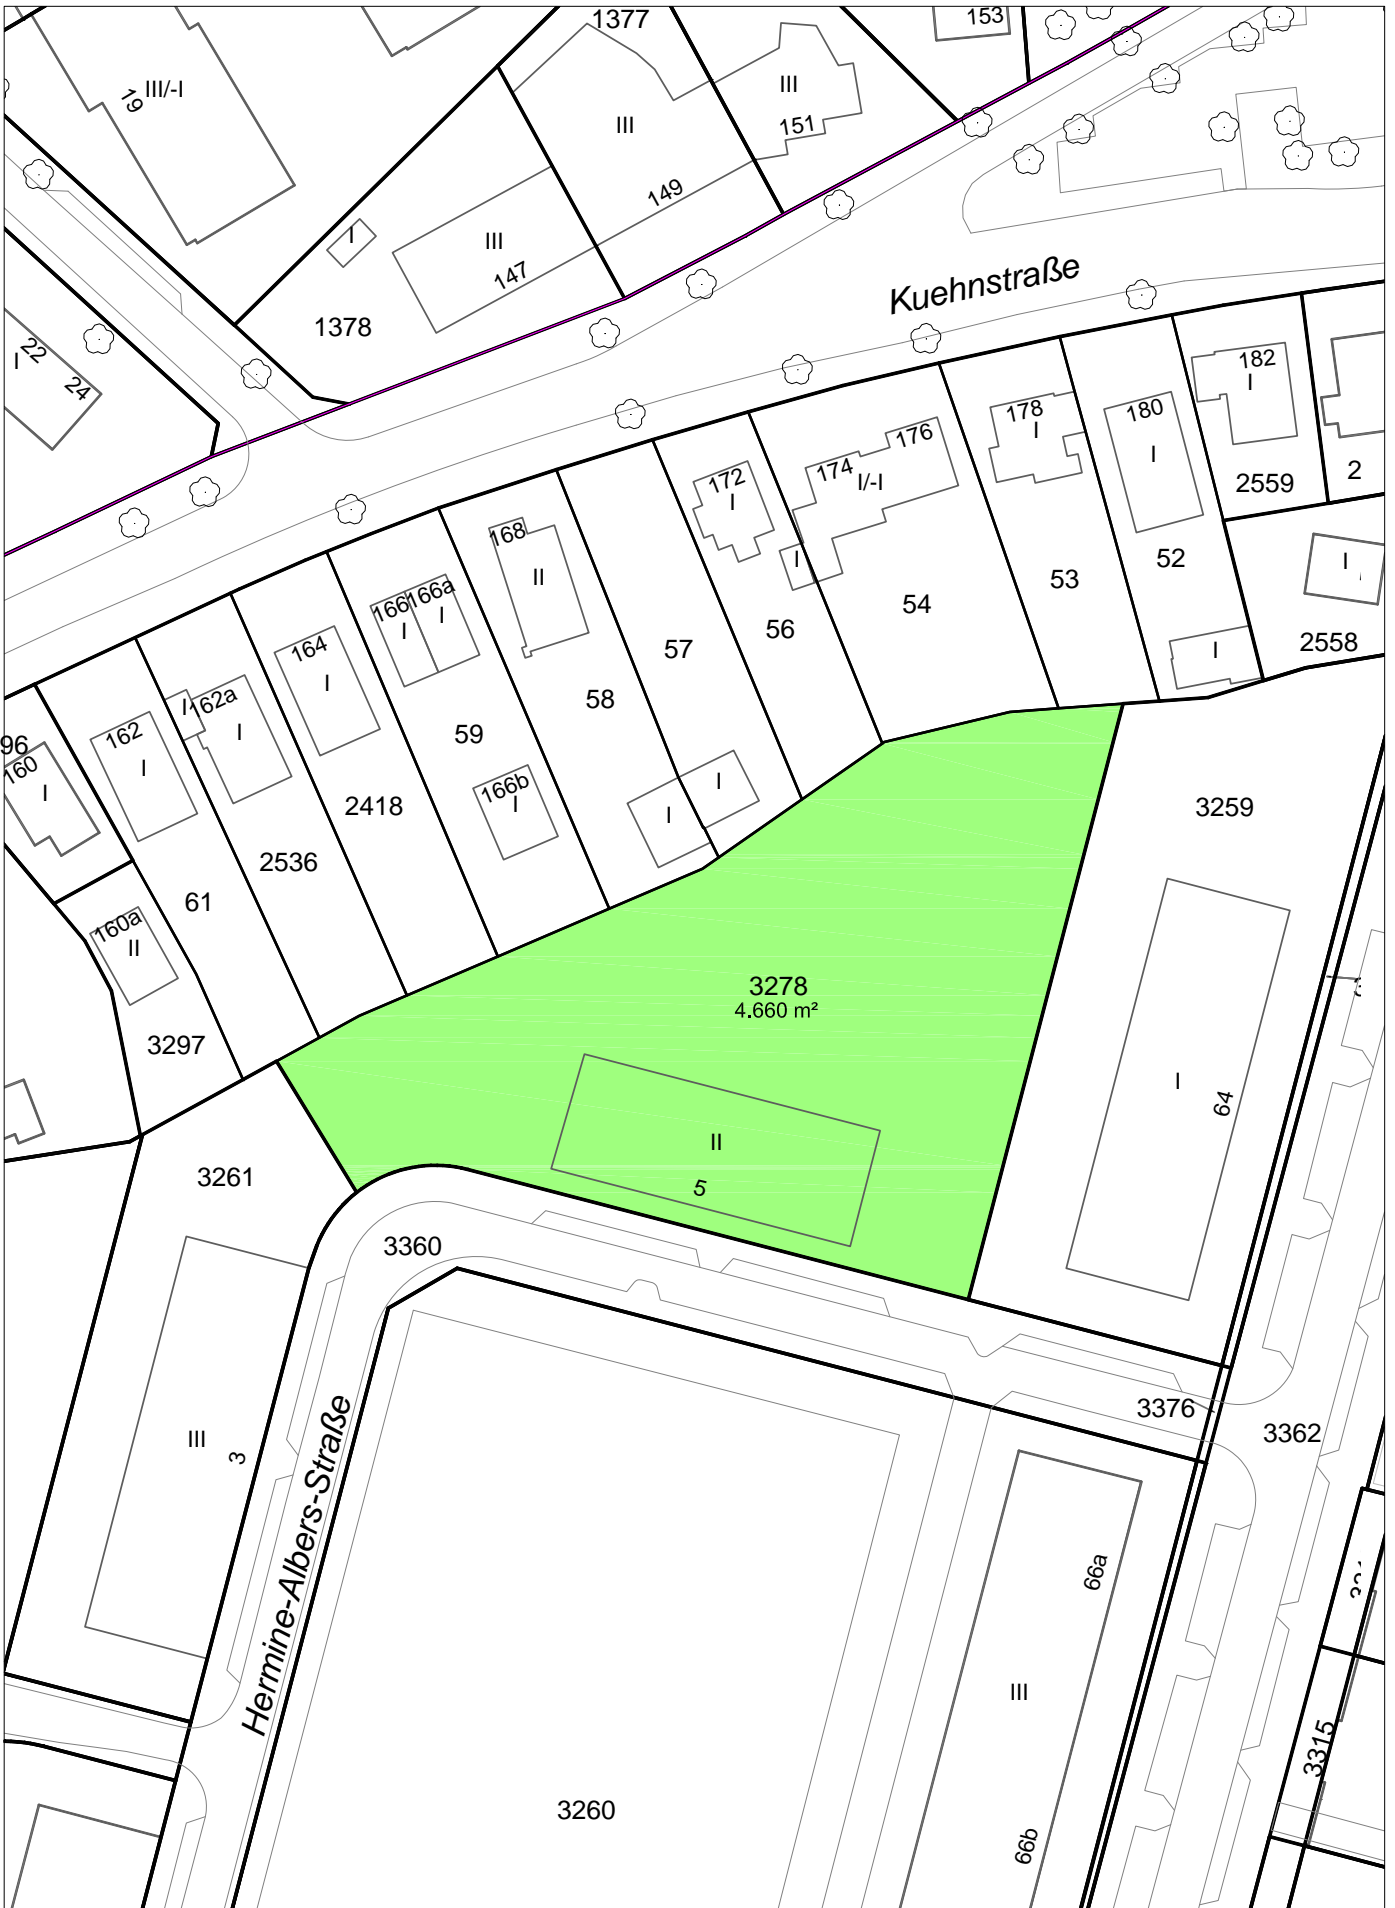 1377
153
III/-I
19
III
III
151
149
I
III
147
1378
Kuehnstraße
22
I
24
182
I
178
I
180
I
176
174
I/-I
172
I
2559
2
168
II
I
52
53
I
54
56
2558
I
166
166a
I
I
164
I
57
58
162a
I
I
59
162
I
96
160
I
166b
I
I
I
2418
2536
3259
61
160a
II
3278
4.660 m²
3297
I
64
II
5
3261
3360
3376
3362
III
3
Hermine-Albers-Straße
66a
III
3315
3260
66b